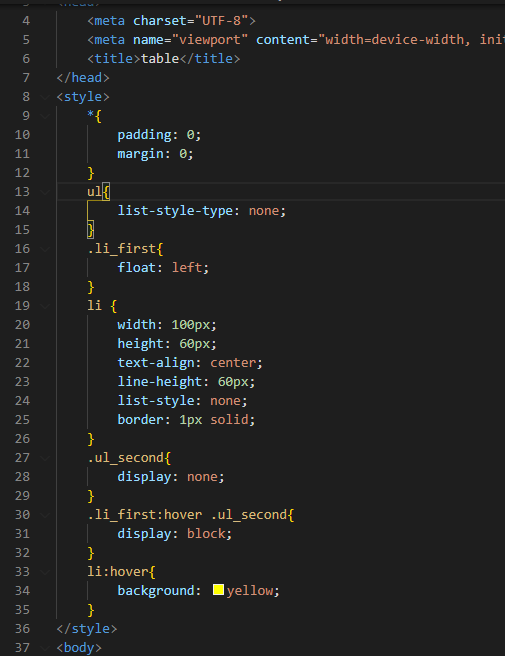 3 <head>
4 <meta charset="UTF-8">
5 <meta name="viewport" content="width=device-width, init
6 <title>table</title>
7 </head>
8 <style>
9 *{
10 padding: 0;
11 margin: 0;
12 }
13 ul{
14 list-style-type: none;
15 }
16 .li_first{
17 float: left;
18 }
19 li {
20 width: 100px;
21 height: 60px;
22 text-align: center;
23 line-height: 60px;
24 list-style: none;
25 border: 1px solid;
26 }
27 .ul_second{
28 display: none;
29 }
30 .li_first:hover .ul_second{
31 display: block;
32 }
33 li:hover{
34 background: yellow;
35 }
36 </style>
37 <body>